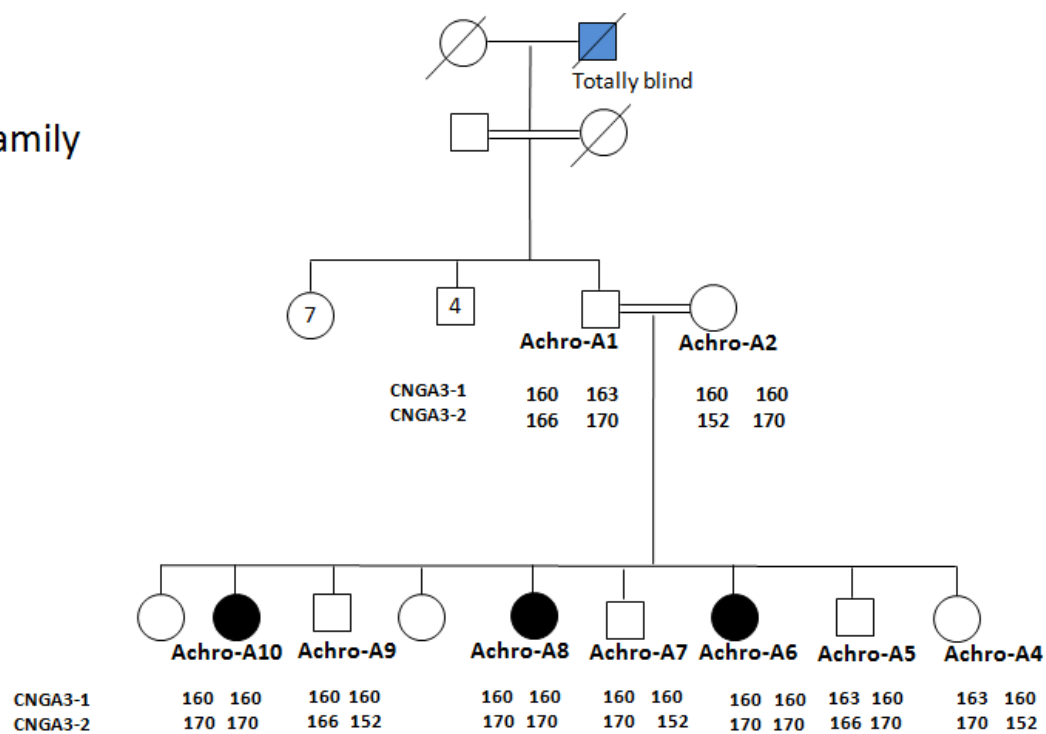 Totally blind
amily
7
4
Achro-A1 Achro-A2
CNGA3-1 160 163 160 160
CNGA3-2 166 170 152 170
Achro-A10 Achro-A9 Achro-A8 Achro-A7 Achro-A6 Achro-A5 Achro-A4
CNGA3-1 160 160 160 160 160 160 160 160 160 160 163 160 163 160
CNGA3-2 170 170 166 152 170 170 170 152 170 170 166 170 170 152